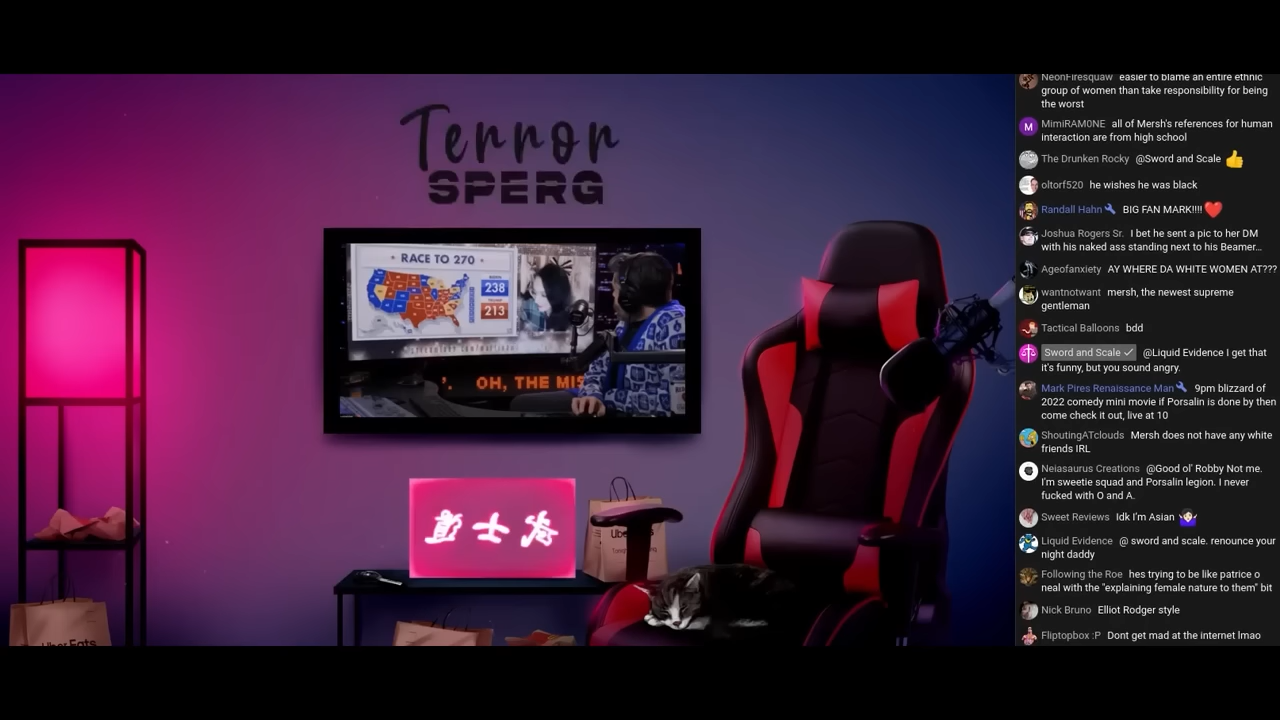 Terror
SPERG
RACE TO 270
238
213
'. OH, THE MIS
Uber
Uber Eats
NeonFiresquaw easier to blame an entire ethnic
group of women than take responsibility for being
the worst
MimiRAM0NE all of Mersh's references for human
interaction are from high school
The Drunken Rocky @Sword and Scale 👍
oltorf520 he wishes he was black
Randall Hahn BIG FAN MARK!!!! ❤️
Joshua Rogers Sr. I bet he sent a pic to her DM
with his naked ass standing next to his Beamer...
Ageofanxiety AY WHERE DA WHITE WOMEN AT???
wantnotwant mersh, the newest supreme
gentleman
Tactical Balloons bdd
Sword and Scale ✓ @Liquid Evidence I get that
it's funny, but you sound angry.
Mark Pires Renaissance Man 9pm blizzard of
2022 comedy mini movie if Porsalin is done by then
come check it out, live at 10
ShoutingATclouds Mersh does not have any white
friends IRL
Neiasaurus Creations @Good ol' Robby Not me.
I'm sweetie squad and Porsalin legion. I never
fucked with O and A.
Sweet Reviews Idk I'm Asian 🤷🏻‍♀️
Liquid Evidence @ sword and scale. renounce your
night daddy
Following the Roe hes trying to be like patrice o
neal with the "explaining female nature to them" bit
Nick Bruno Elliot Rodger style
Fliptopbox :P Dont get mad at the internet lmao